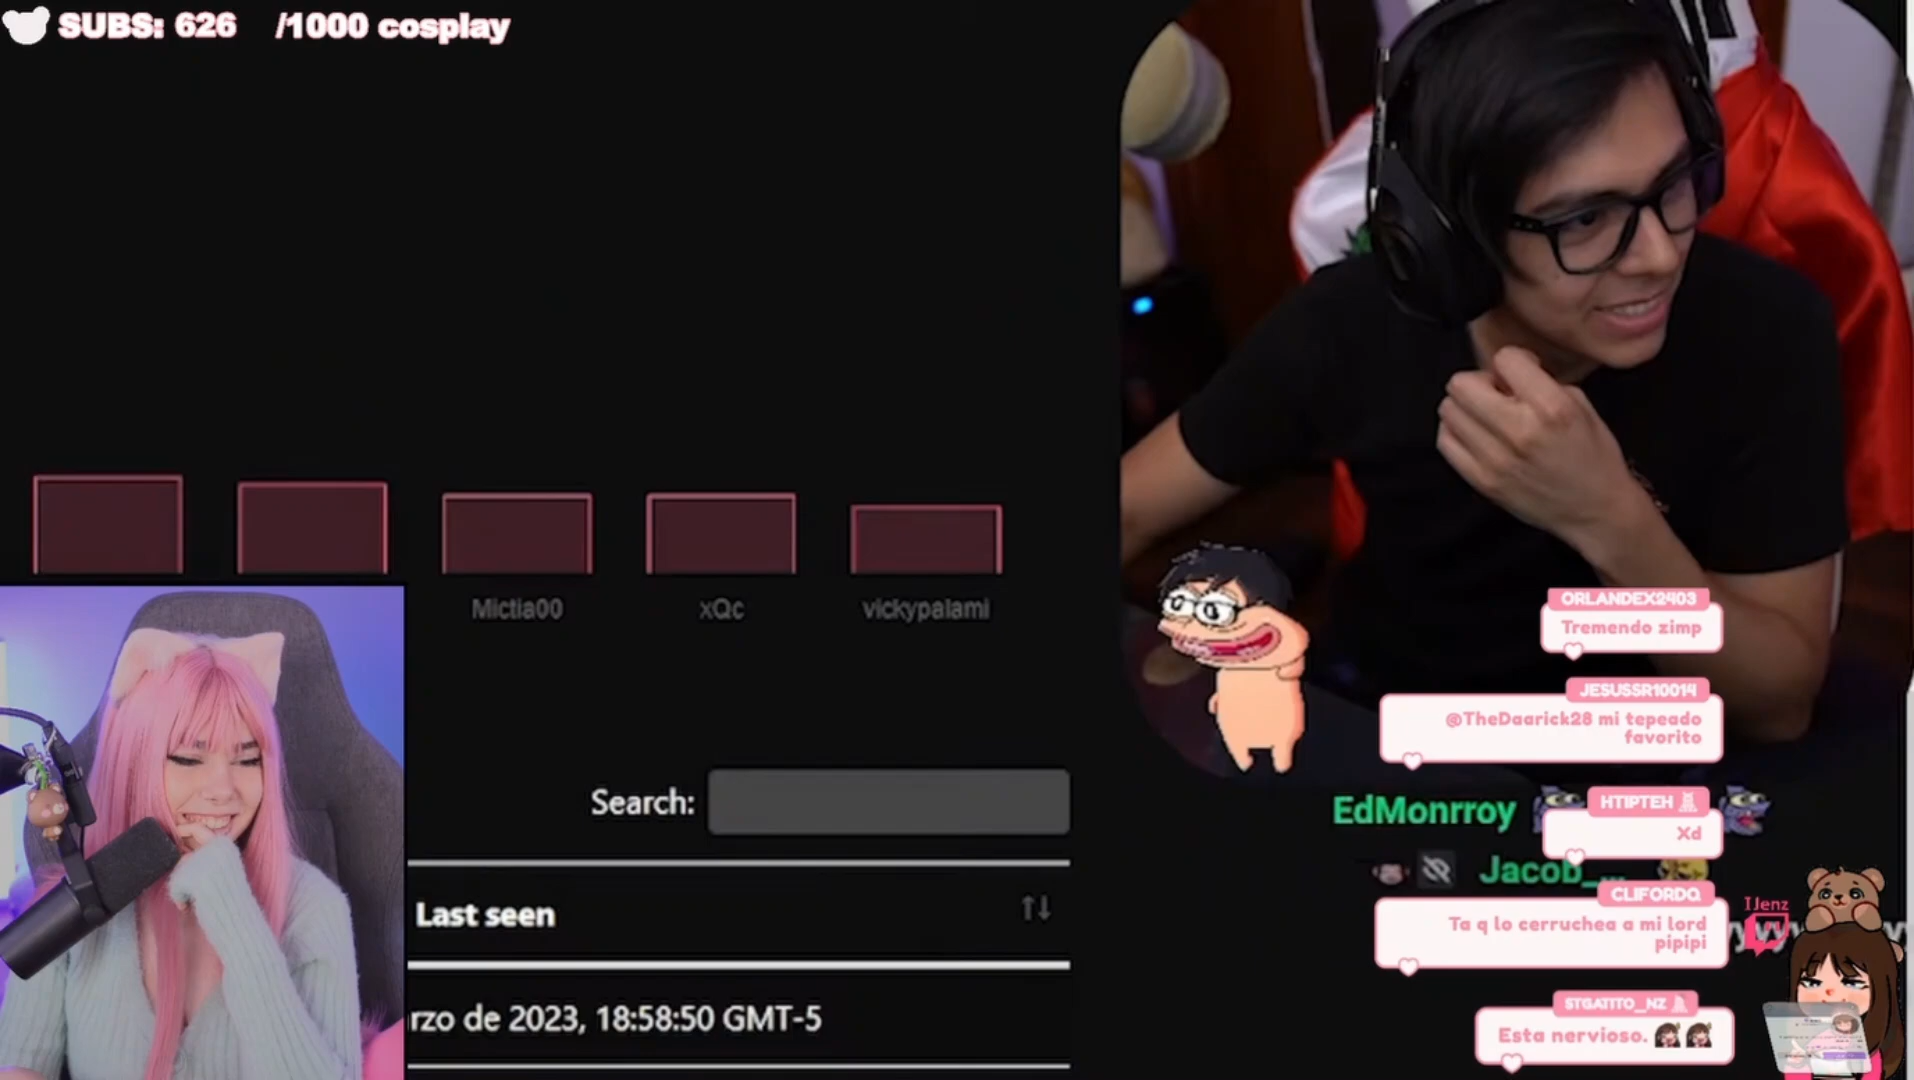 SUBS: 626 /1000 cosplay
Mictia00
xQc
vickypalami
Search:
Last seen
rzo de 2023, 18:58:50 GMT-5
ORLANDEX2403
Tremendo zimp
JESUSSR10014
@TheDaarick28 mi tepeado
favorito
EdMonrroy
HTIPTEH
Xd
Jacob_...
CLIFORDQ
Ta q lo cerruchea a mi lord
pipipi
IJenz
STGATITO_NZ
Esta nervioso.